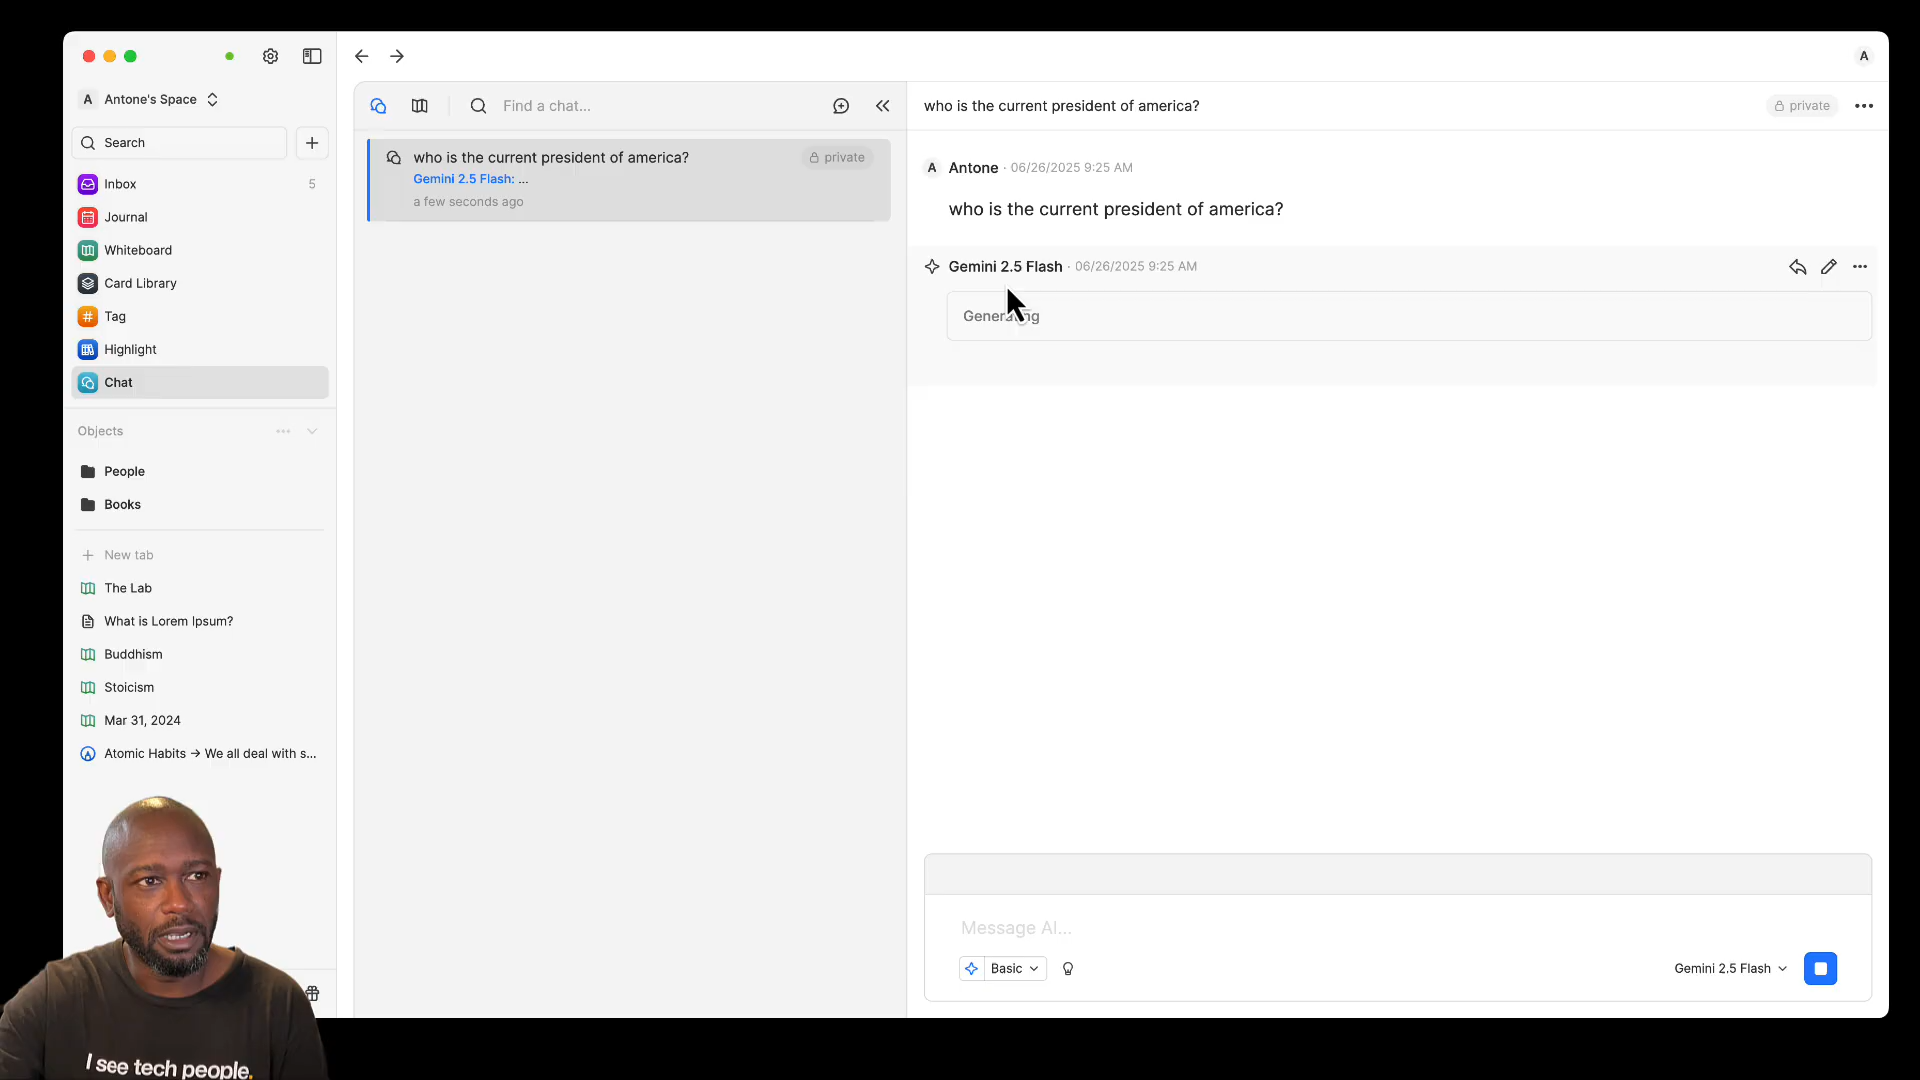 A Antone's Space
Search
Inbox 5
Journal
Whiteboard
Card Library
Tag
Highlight
Chat
Objects
People
Books
New tab
The Lab
What is Lorem Ipsum?
Buddhism
Stoicism
Mar 31, 2024
Atomic Habits → We all deal with s...
I see tech people.
Find a chat...
who is the current president of america? private
Gemini 2.5 Flash: ...
a few seconds ago
A
who is the current president of america? private
A Antone · 06/26/2025 9:25 AM
who is the current president of america?
Gemini 2.5 Flash · 06/26/2025 9:25 AM
Generating
Message AI...
Basic
Gemini 2.5 Flash